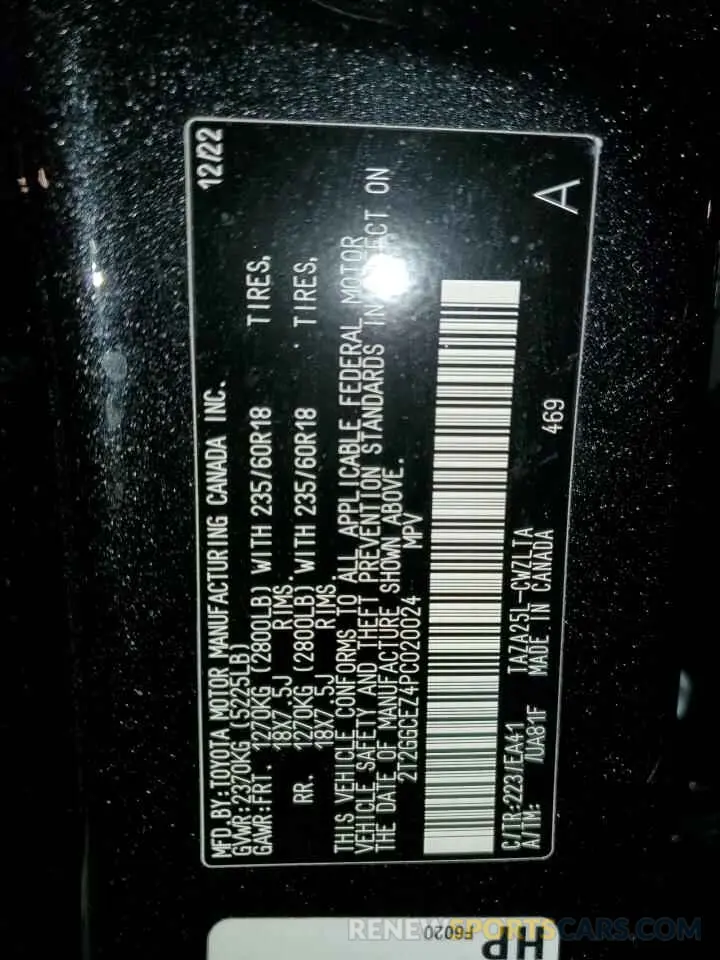 MFD.BY:TOYOTA MOTOR MANUFACTURING CANADA INC. 12/22
GVWR:2370KG (5225LB)
GAWR:FRT. 1270KG (2800LB) WITH 235/60R18 TIRES,
18X7.5J RIMS.
RR. 1270KG (2800LB) WITH 235/60R18 TIRES,
18X7.5J RIMS.
THIS VEHICLE CONFORMS TO ALL APPLICABLE FEDERAL MOTOR
VEHICLE SAFETY AND THEFT PREVENTION STANDARDS IN EFFECT ON
THE DATE OF MANUFACTURE SHOWN ABOVE.
2T2GGCEZ4PC020024 MPV
C/TR:223/EA41 TAZA25L-CWZLTA 469
A/TM: /UA81F MADE IN CANADA A
F6020
HP
RENEWSPORTSCARS.COM